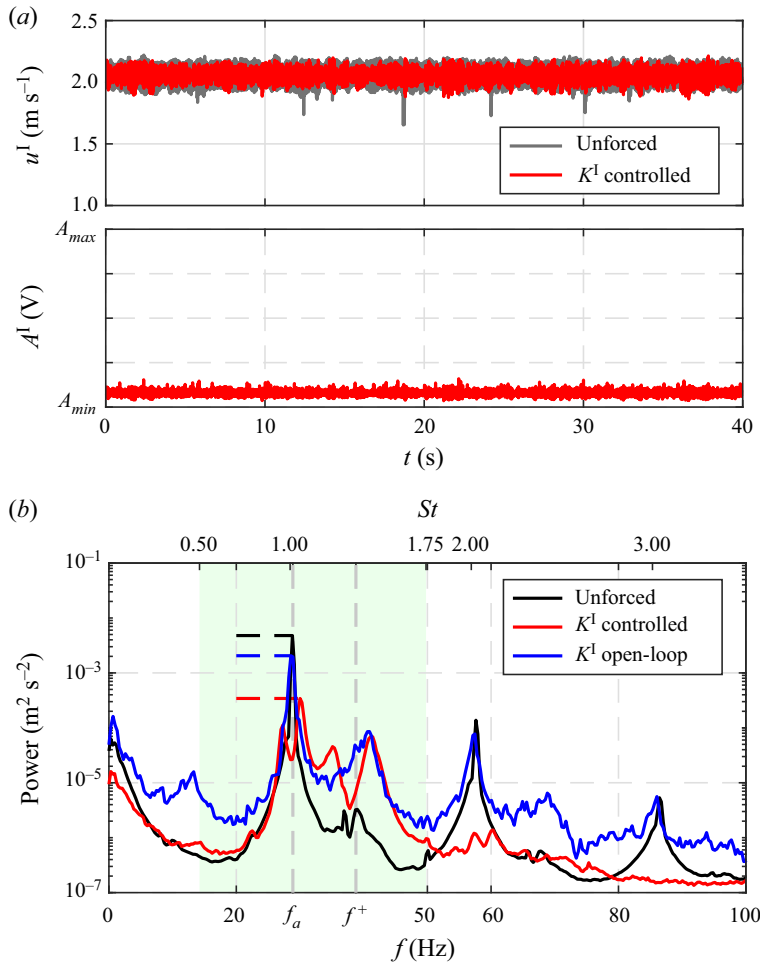 (a)
2.5
2.0
1.5
1.0
u^I (m s^−1)
Unforced
K^I controlled
A_max
A_min
A^I (V)
0 10 20 30 40
t (s)
(b)
St
0.50 1.00 1.75 2.00 3.00
10^−1
10^−3
10^−5
10^−7
Power (m^2 s^−2)
Unforced
K^I controlled
K^I open-loop
0 20 f_a f^+ 50 60 80 100
f (Hz)